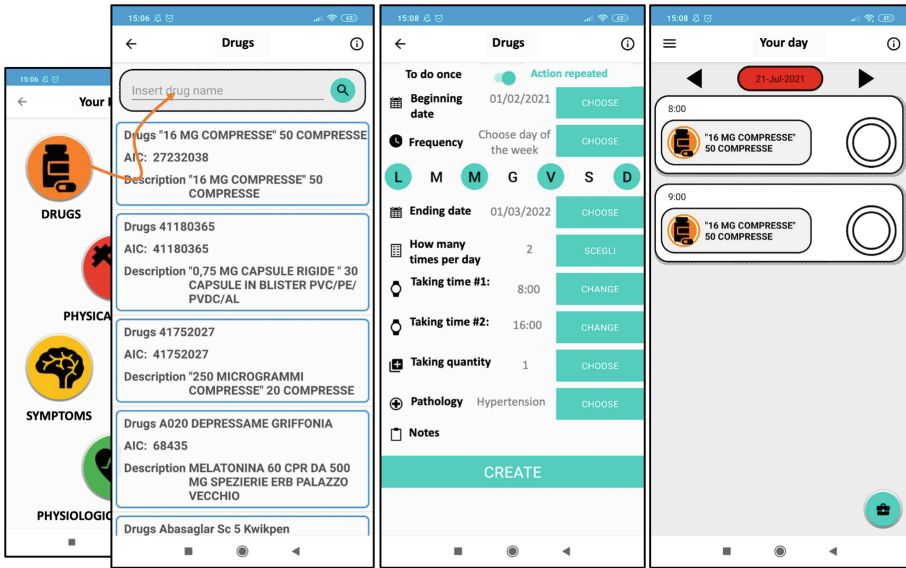 15:06
Your
DRUGS
PHYSICA
SYMPTOMS
PHYSIOLOGIC
15:06
42
Drugs
Insert drug name
Drugs "16 MG COMPRESSE" 50 COMPRESSE
AIC: 27232038
Description "16 MG COMPRESSE" 50
COMPRESSE
Drugs 41180365
AIC: 41180365
Description "0,75 MG CAPSULE RIGIDE " 30
CAPSULE IN BLISTER PVC/PE/
PVDC/AL
Drugs 41752027
AIC: 41752027
Description "250 MICROGRAMMI
COMPRESSE" 20 COMPRESSE
Drugs A020 DEPRESSAME GRIFFONIA
AIC: 68435
Description MELATONINA 60 CPR DA 500
MG SPEZIERIE ERB PALAZZO
VECCHIO
Drugs Abasaglar Sc 5 Kwikpen
15:08
Drugs
To do once Action repeated
Beginning date 01/02/2021 CHOOSE
Frequency Choose day of the week CHOOSE
L M M G V S D
Ending date 01/03/2022 CHOOSE
How many times per day 2 SCEGLI
Taking time #1: 8:00 CHANGE
Taking time #2: 16:00 CHANGE
Taking quantity 1 CHOOSE
Pathology Hypertension CHOOSE
Notes
CREATE
15:08
Your day
21-Jul-2021
8:00
"16 MG COMPRESSE"
50 COMPRESSE
9:00
"16 MG COMPRESSE"
50 COMPRESSE